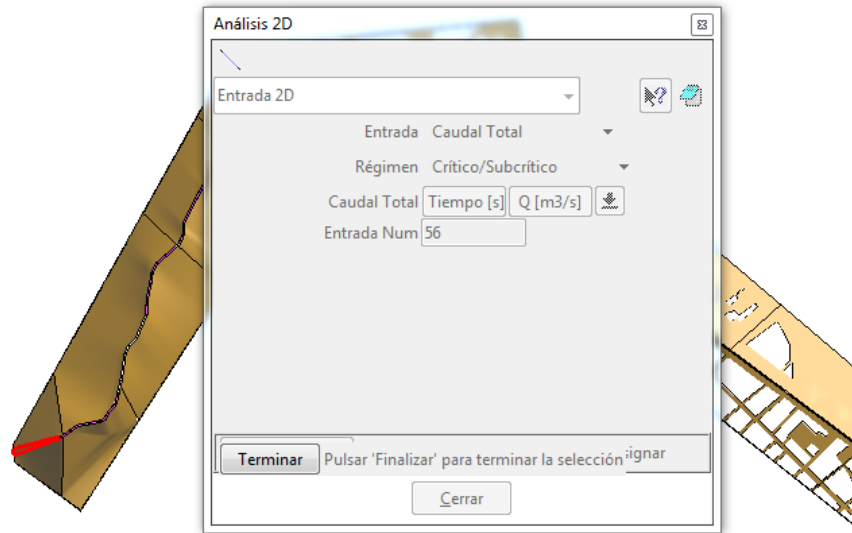 Análisis 2D
Entrada 2D
Entrada Caudal Total
Régimen Crítico/Subcrítico
Caudal Total Tiempo [s] Q [m3/s]
Entrada Num 56
Terminar Pulsar 'Finalizar' para terminar la selección ignar
Cerrar